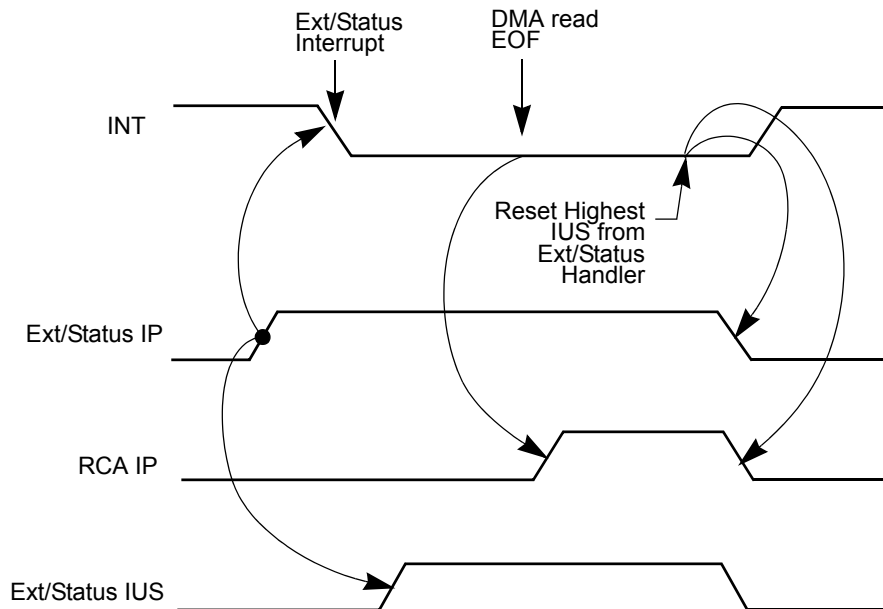 Ext/Status
Interrupt
DMA read
EOF
INT
Reset Highest
IUS from
Ext/Status
Handler
Ext/Status IP
RCA IP
Ext/Status IUS